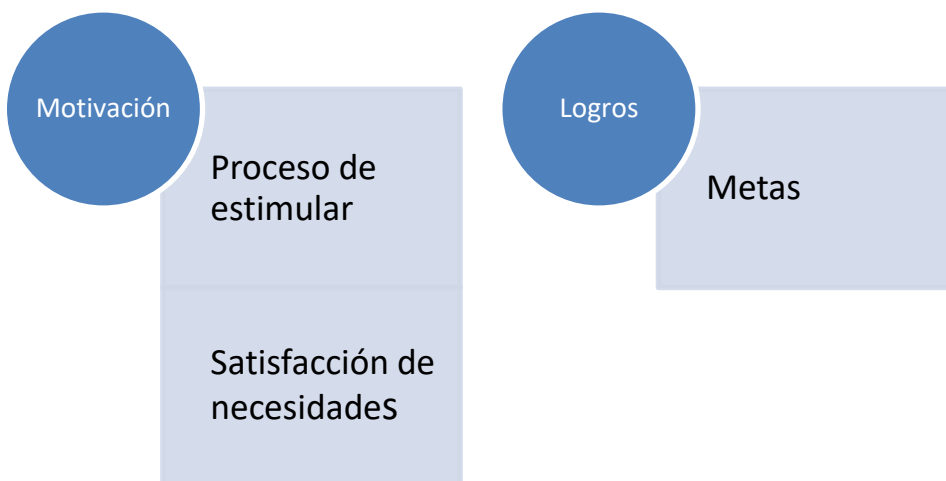 Motivación
Proceso de
estimular
Satisfacción de
necesidades
Logros
Metas